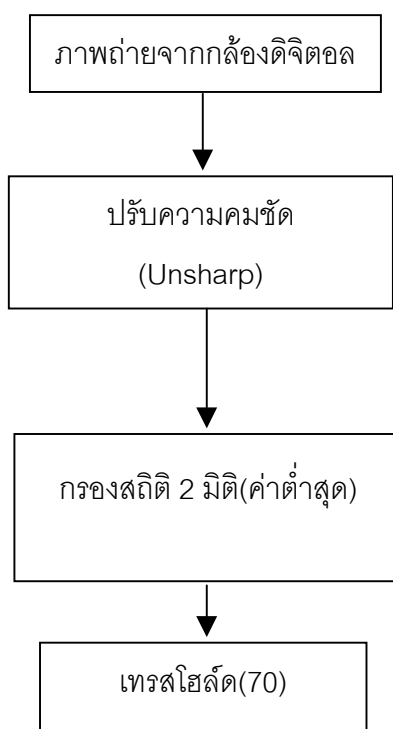 ภาพถ่ายจากกล้องดิจิตอล
ปรับความคมชัด
(Unsharp)
กรองสถิติ 2 มิติ(ค่าต่ำสุด)
เทรสโฮล์ด(70)